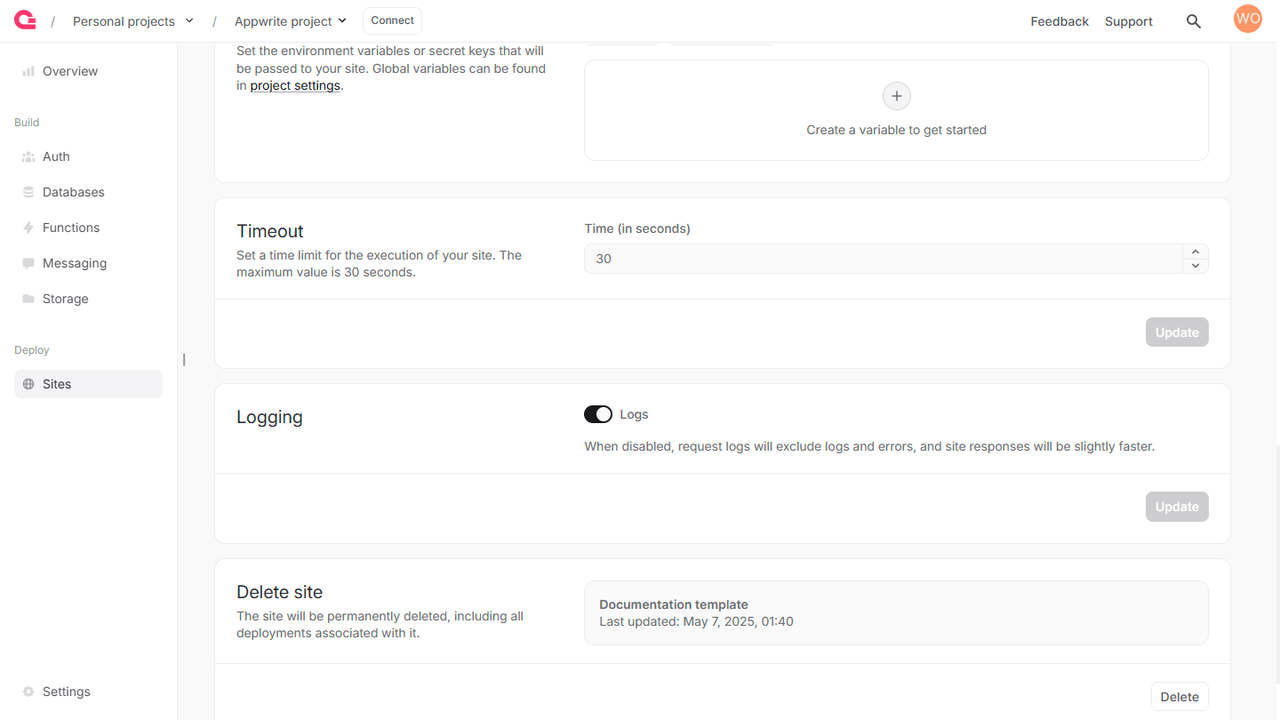 / Personal projects / Appwrite project Connect Feedback Support WO
Overview
Build
Auth
Databases
Functions
Messaging
Storage
Deploy
Sites
Settings
Set the environment variables or secret keys that will
be passed to your site. Global variables can be found
in project settings.
Create a variable to get started
Timeout
Set a time limit for the execution of your site. The
maximum value is 30 seconds.
Time (in seconds)
30
Update
Logging
Logs
When disabled, request logs will exclude logs and errors, and site responses will be slightly faster.
Update
Delete site
The site will be permanently deleted, including all
deployments associated with it.
Documentation template
Last updated: May 7, 2025, 01:40
Delete